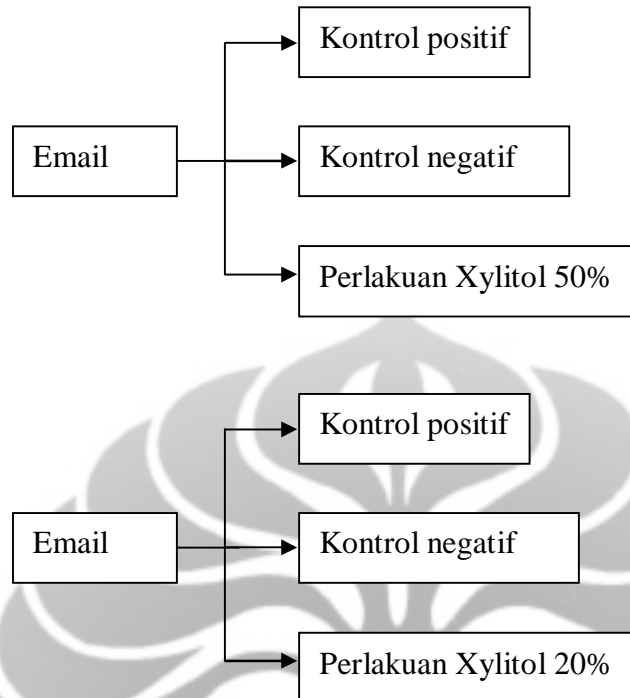 Kontrol positif
Email
Kontrol negatif
Perlakuan Xylitol 50%
Kontrol positif
Email
Kontrol negatif
Perlakuan Xylitol 20%